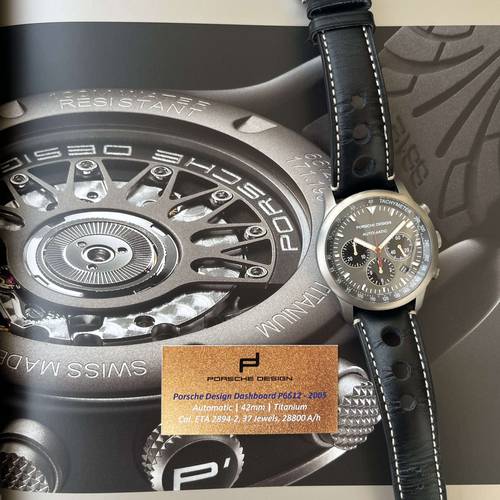 RESISTANT
PORSCHE DESIGN
TITANIUM
SWISS MADE
TACHYMETER
PORSCHE DESIGN
AUTOMATIC
PORSCHE DESIGN
Porsche Design Dashboard P6612 - 2005
Automatic | 42mm | Titanium
Cal. ETA 2894-2, 37 Jewels, 28800 A/h
P'